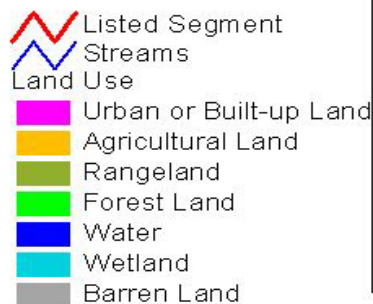 Listed Segment
Streams
Land Use
Urban or Built-up Land
Agricultural Land
Rangeland
Forest Land
Water
Wetland
Barren Land